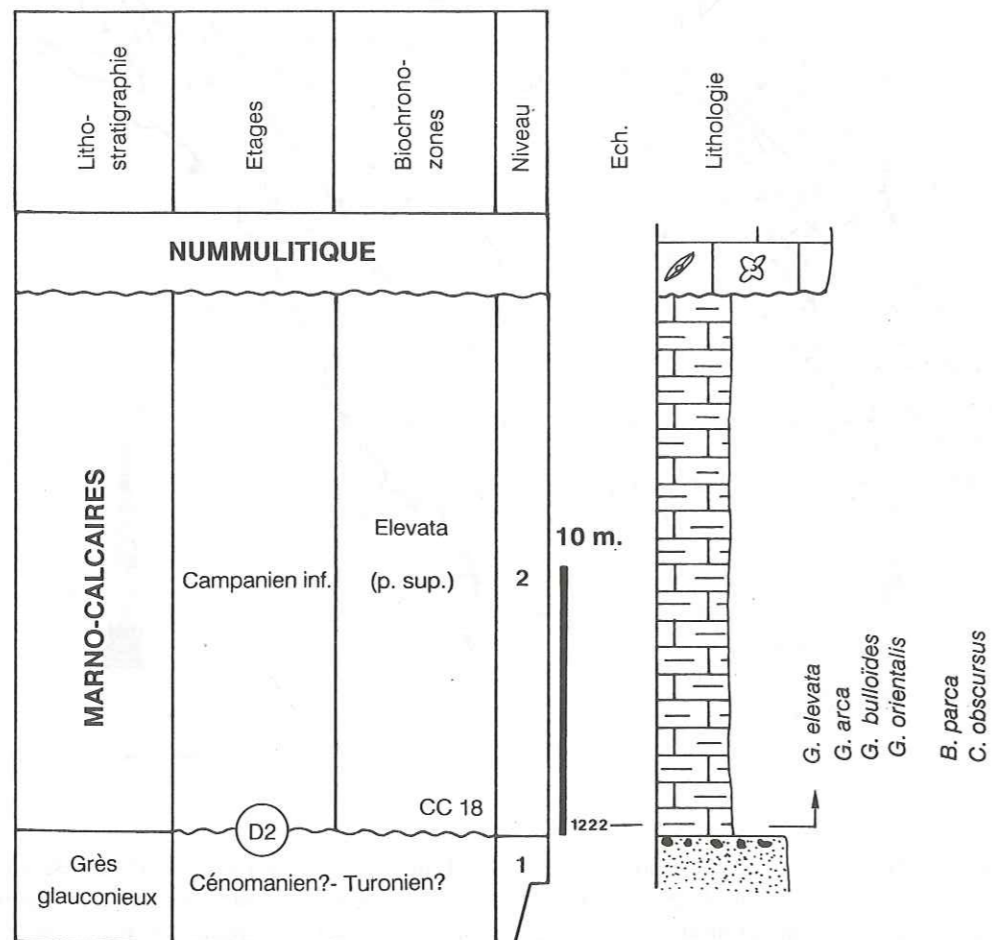 Litho-
stratigraphie
Etages
Biochrono-
zones
Niveau
Ech.
Lithologie
NUMMULITIQUE
MARNO-CALCAIRES
Campanien inf.
Elevata
(p. sup.)
2
10 m.
G. elevata
G. arca
G. bulloïdes
G. orientalis
B. parca
C. obscursus
CC 18
1222
D2
Grès
glauconieux
Cénomanien?- Turonien?
1